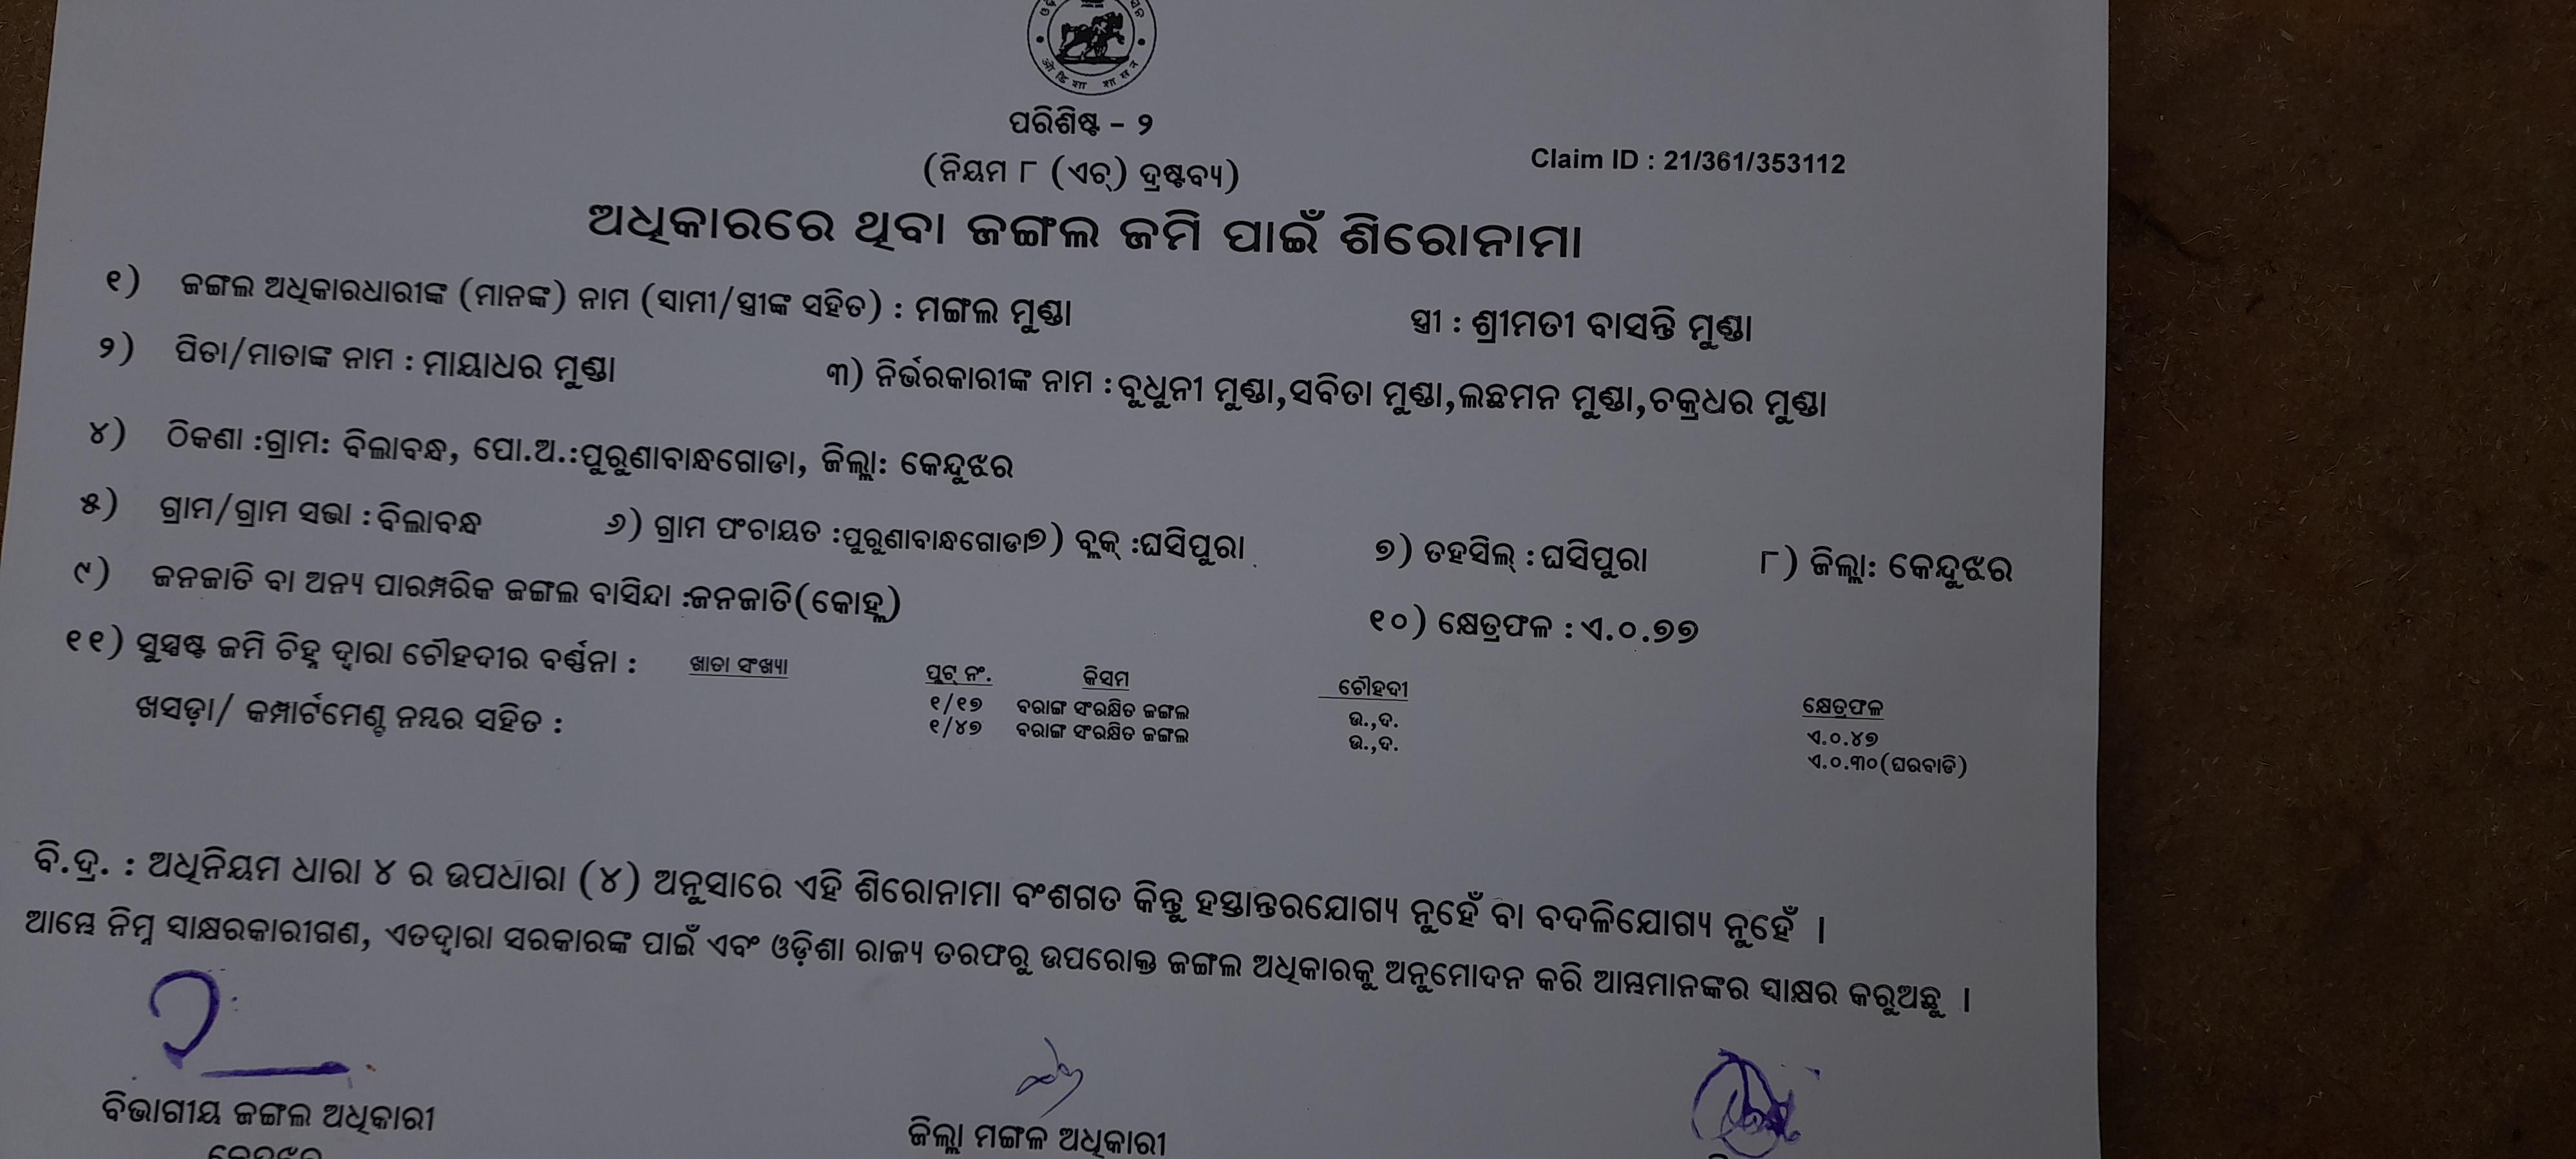 ओडिशा शासन
ପରିଶିଷ୍ଟ - ୨
(ନିୟମ ୮ (ଏଚ୍) ଦ୍ରଷ୍ଟବ୍ୟ)
Claim ID : 21/361/353112
ଅଧିକାରରେ ଥିବା ଜଙ୍ଗଲ ଜମି ପାଇଁ ଶିରୋନାମା
୧) ଜଙ୍ଗଲ ଅଧିକାରଧାରୀଙ୍କ (ମାନଙ୍କ) ନାମ (ସ୍ୱାମୀ/ସ୍ତ୍ରୀଙ୍କ ସହିତ) : ମଙ୍ଗଲ ମୁଣ୍ଡା ସ୍ତ୍ରୀ : ଶ୍ରୀମତୀ ବାସନ୍ତି ମୁଣ୍ଡା
୨) ପିତା/ମାତାଙ୍କ ନାମ : ମାୟାଧର ମୁଣ୍ଡା ୩) ନିର୍ଭରକାରୀଙ୍କ ନାମ : ବୁଧୁନୀ ମୁଣ୍ଡା,ସବିତା ମୁଣ୍ଡା,ଲଛମନ ମୁଣ୍ଡା,ଚକ୍ରଧର ମୁଣ୍ଡା
୪) ଠିକଣା :ଗ୍ରାମ: ବିଲାବନ୍ଧ, ପୋ.ଅ.:ପୁରୁଣାବାନ୍ଧଗୋଡା, ଜିଲ୍ଲା: କେନ୍ଦୁଝର
୫) ଗ୍ରାମ/ଗ୍ରାମ ସଭା : ବିଲାବନ୍ଧ ୬) ଗ୍ରାମ ପଂଚାୟତ :ପୁରୁଣାବାନ୍ଧଗୋଡା ୭) ବ୍ଲକ୍ :ଘସିପୁରା ୭) ତହସିଲ୍ : ଘସିପୁରା ୮) ଜିଲ୍ଲା: କେନ୍ଦୁଝର
୯) ଜନଜାତି ବା ଅନ୍ୟ ପାରମ୍ପରିକ ଜଙ୍ଗଲ ବାସିନ୍ଦା :ଜନଜାତି(କୋହ୍ଲ) ୧୦) କ୍ଷେତ୍ରଫଳ : ଏ.୦.୭୭
୧୧) ସୁସ୍ପଷ୍ଟ ଜମି ଚିହ୍ନ ଦ୍ୱାରା ଚୌହଦୀର ବର୍ଣ୍ଣନା : ଖାତା ସଂଖ୍ୟା ପ୍ଲଟ୍ ନଂ. କିସମ ଚୌହଦୀ କ୍ଷେତ୍ରଫଳ
ଖସଡ଼ା/ କମ୍ପାର୍ଟମେଣ୍ଟ ନମ୍ବର ସହିତ : ୧/୧୭ ବରାଙ୍ଗ ସଂରକ୍ଷିତ ଜଙ୍ଗଲ ଉ.,ଦ. ଏ.୦.୪୭
୧/୪୭ ବରାଙ୍ଗ ସଂରକ୍ଷିତ ଜଙ୍ଗଲ ଉ.,ଦ. ଏ.୦.୩୦(ଘରବାଡି)
ବି.ଦ୍ର. : ଅଧିନିୟମ ଧାରା ୪ ର ଉପଧାରା (୪) ଅନୁସାରେ ଏହି ଶିରୋନାମା ବଂଶଗତ କିନ୍ତୁ ହସ୍ତାନ୍ତରଯୋଗ୍ୟ ନୁହେଁ ବା ବଦଳିଯୋଗ୍ୟ ନୁହେଁ ।
ଆମ୍ଭେ ନିମ୍ନ ସ୍ୱାକ୍ଷରକାରୀଗଣ, ଏତଦ୍ୱାରା ସରକାରଙ୍କ ପାଇଁ ଏବଂ ଓଡ଼ିଶା ରାଜ୍ୟ ତରଫରୁ ଉପରୋକ୍ତ ଜଙ୍ଗଲ ଅଧିକାରକୁ ଅନୁମୋଦନ କରି ଆମ୍ଭମାନଙ୍କର ସ୍ୱାକ୍ଷର କରୁଅଛୁ ।
ବିଭାଗୀୟ ଜଙ୍ଗଲ ଅଧିକାରୀ ଜିଲ୍ଲା ମଙ୍ଗଳ ଅଧିକାରୀ
କେନ୍ଦୁଝର